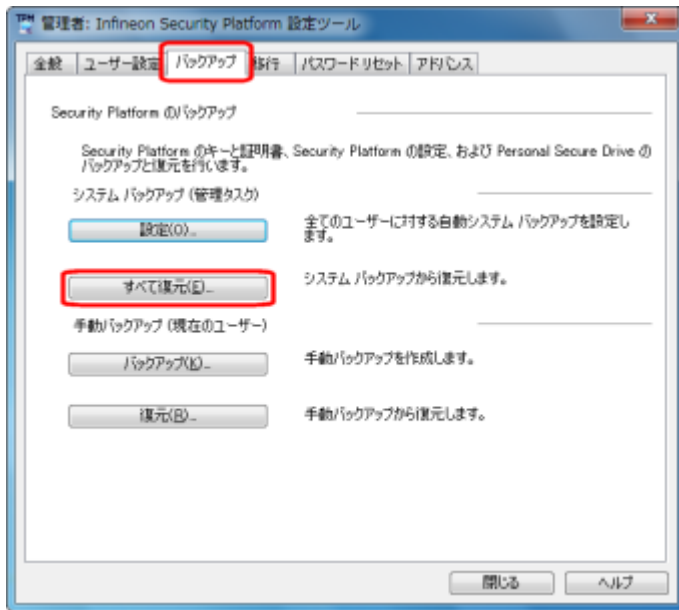 TPM 管理者: Infineon Security Platform 設定ツール
全般 ユーザー設定 バックアップ 移行 パスワード リセット アドバンス
Security Platform のバックアップ
Security Platform のキーと証明書、Security Platform の設定、および Personal Secure Drive の
バックアップと復元を行います。
システム バックアップ (管理タスク)
設定(O)...
全てのユーザーに対する自動システム バックアップを設定し
ます。
すべて復元(E)...
システム バックアップから復元します。
手動バックアップ (現在のユーザー)
バックアップ(K)...
手動バックアップを作成します。
復元(R)...
手動バックアップから復元します。
閉じる ヘルプ